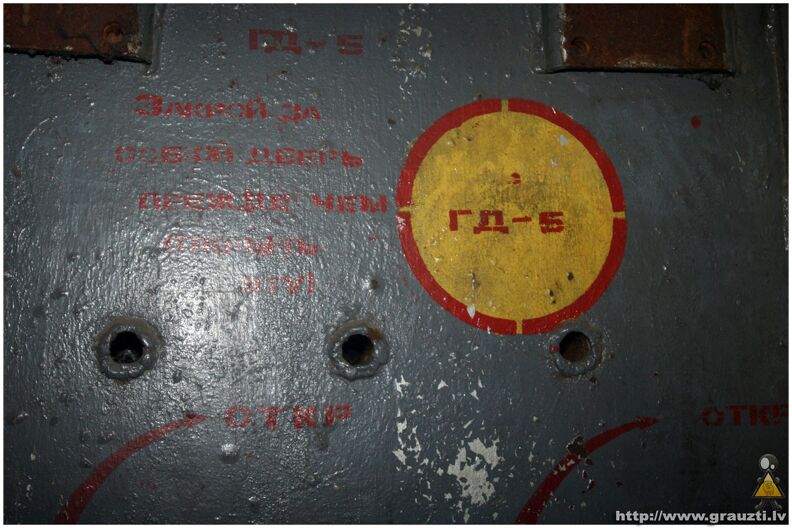 ГД-5
ЗАКРОЙ ЗА
СОБОЙ ДВЕРЬ
ПРЕЖДЕ ЧЕМ
ОТКРЫТЬ
ЭТУ!
ГД-5
ОТКР
ОТКР
http://www.grauzti.lv